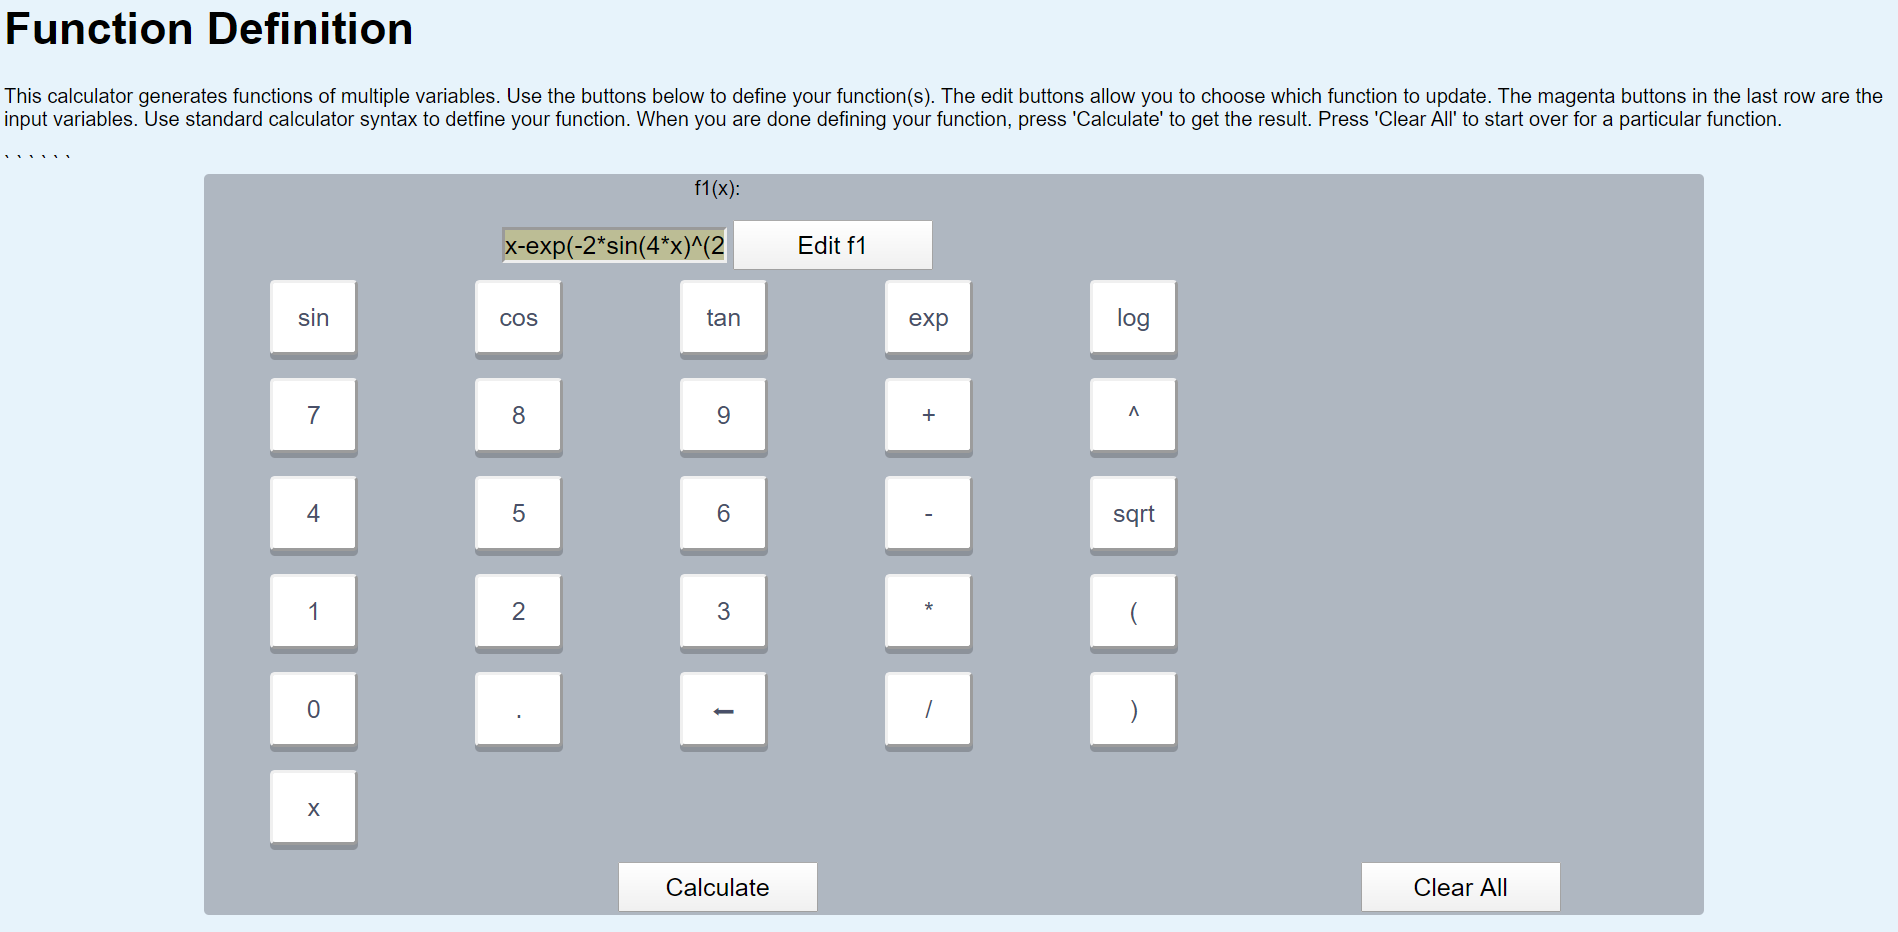 Function Definition
This calculator generates functions of multiple variables. Use the buttons below to define your function(s). The edit buttons allow you to choose which function to update. The magenta buttons in the last row are the
input variables. Use standard calculator syntax to detfine your function. When you are done defining your function, press 'Calculate' to get the result. Press 'Clear All' to start over for a particular function.
` ` ` ` ` `
f1(x):
x-exp(-2*sin(4*x)^(2 Edit f1
sin cos tan exp log
7 8 9 + ^
4 5 6 - sqrt
1 2 3 * (
0 . ← / )
x
Calculate Clear All